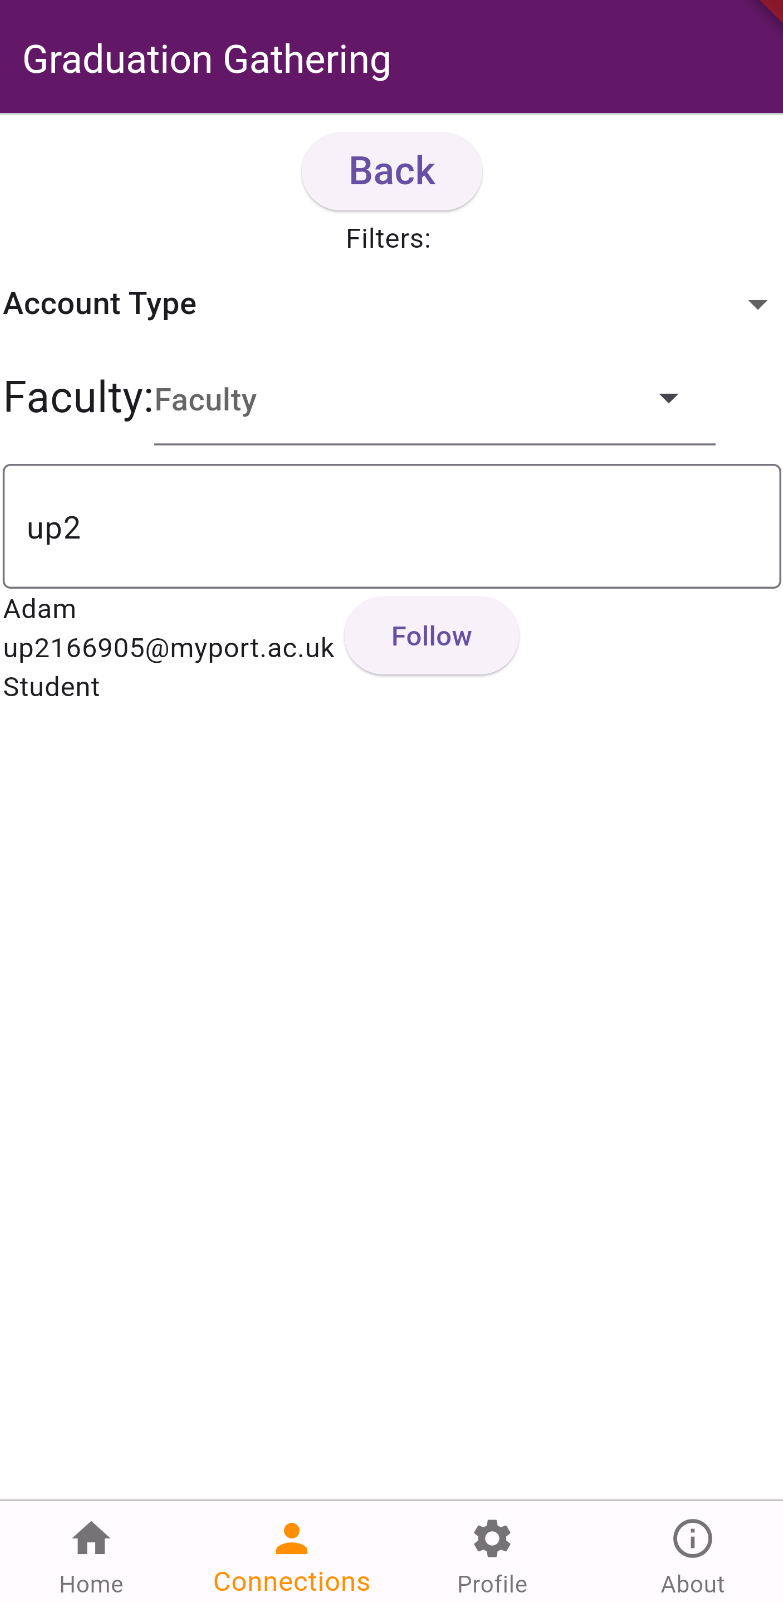 Graduation Gathering
Back
Filters:
Account Type
Faculty:Faculty
up2
Adam
up2166905@myport.ac.uk
Follow
Student
Home
Connections
Profile
About